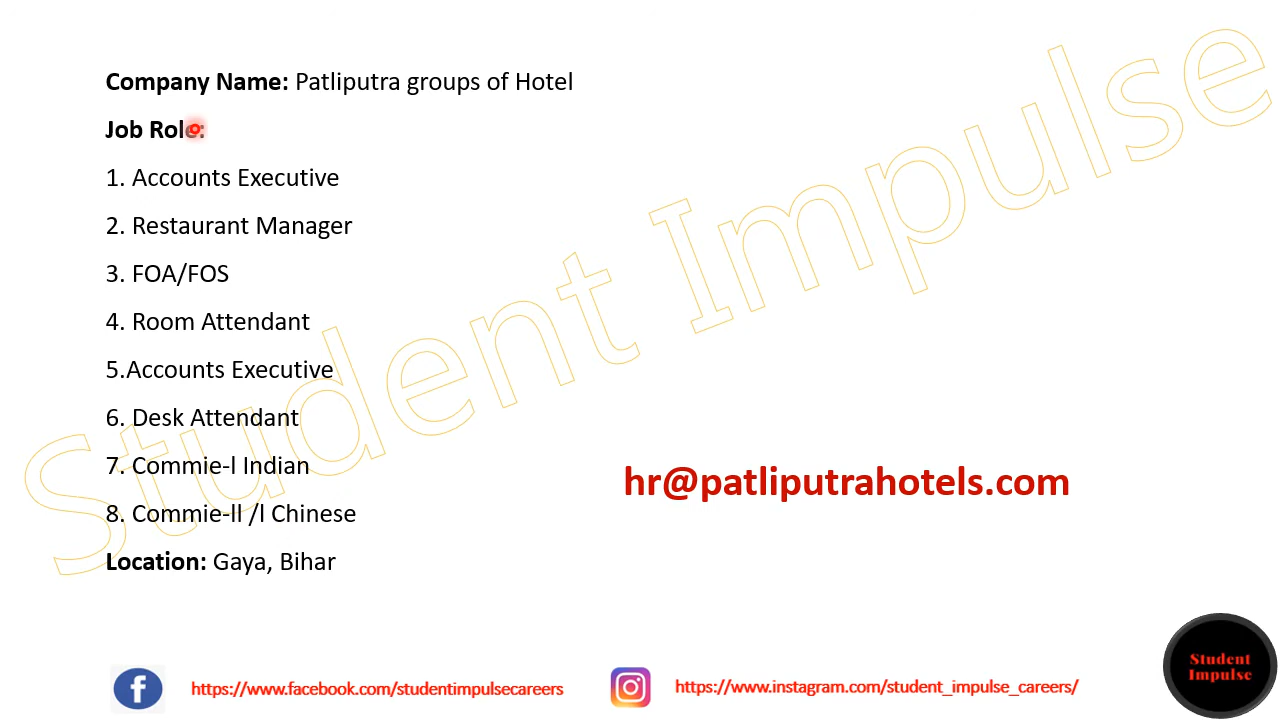 Company Name: Patliputra groups of Hotel
Job Role:
1. Accounts Executive
2. Restaurant Manager
3. FOA/FOS
4. Room Attendant
5.Accounts Executive
6. Desk Attendant
7. Commie-l Indian
8. Commie-ll /l Chinese
Location: Gaya, Bihar
hr@patliputrahotels.com
Student Impulse
https://www.facebook.com/studentimpulsecareers
https://www.instagram.com/student_impulse_careers/
Student
Impulse